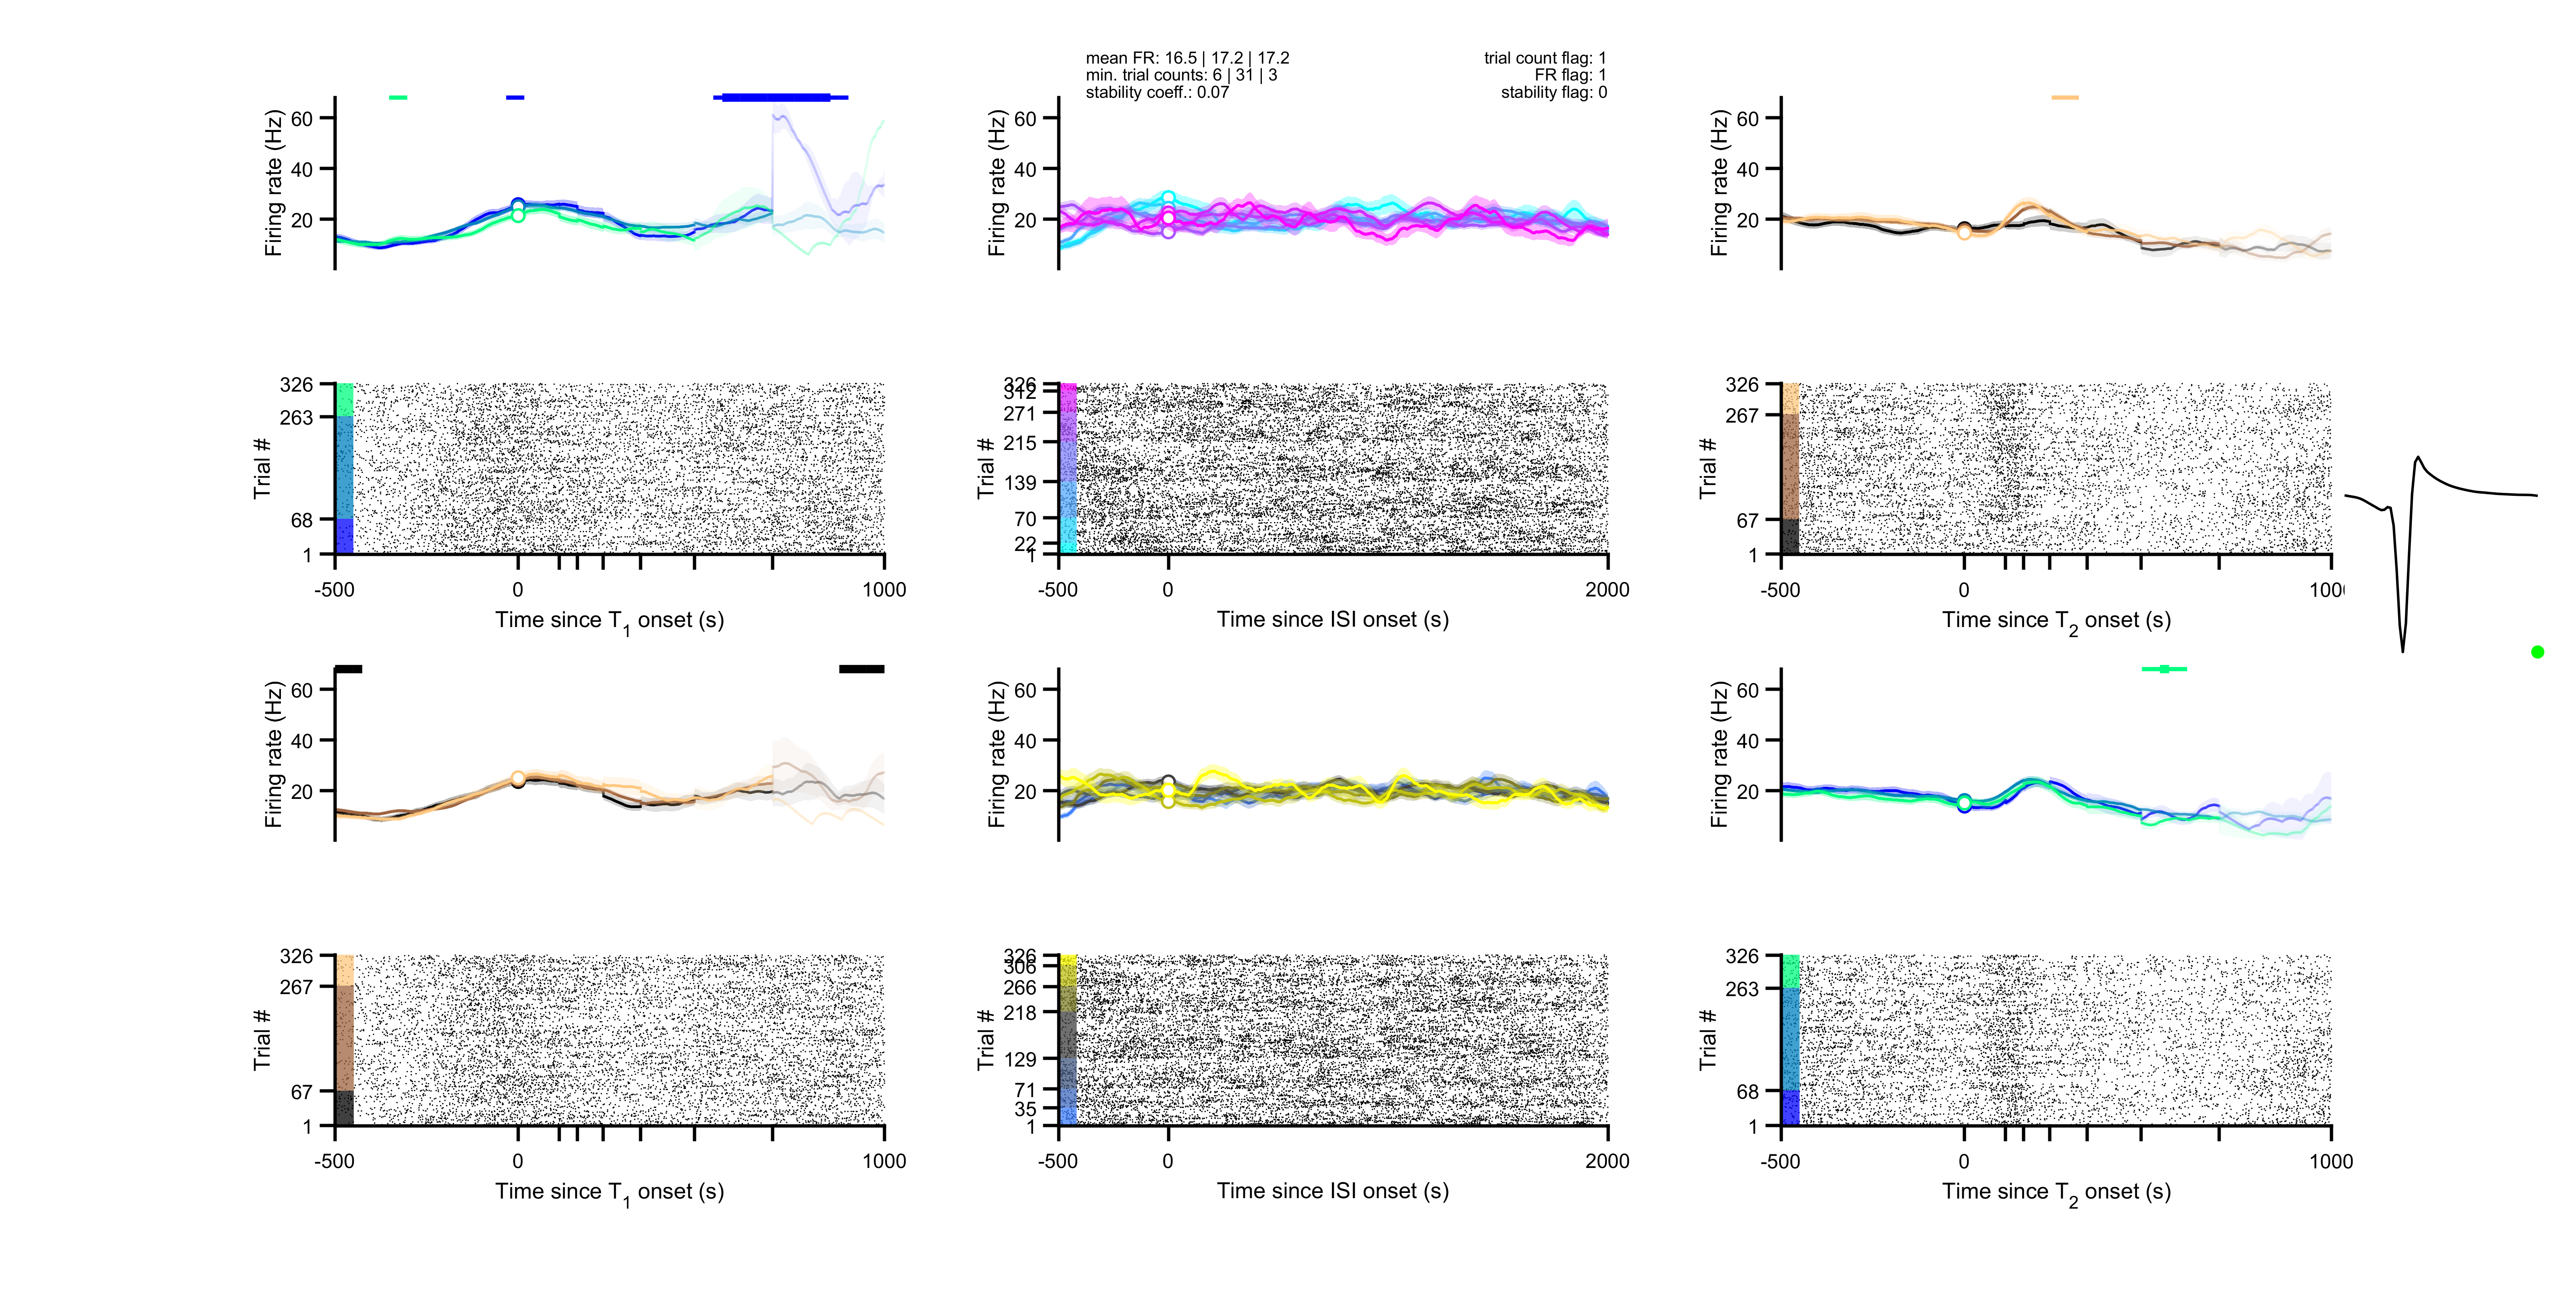 mean FR: 16.5 | 17.2 | 17.2
min. trial counts: 6 | 31 | 3
stability coeff.: 0.07
trial count flag: 1
FR flag: 1
stability flag: 0
Firing rate (Hz)
60
40
20
Firing rate (Hz)
60
40
20
Firing rate (Hz)
60
40
20
Trial #
326
263
68
1
-500
0
1000
Time since T1 onset (s)
Trial #
326
312
271
215
139
70
22
1
-500
0
2000
Time since ISI onset (s)
Trial #
326
267
67
1
-500
0
100
Time since T2 onset (s)
Firing rate (Hz)
60
40
20
Firing rate (Hz)
60
40
20
Firing rate (Hz)
60
40
20
Trial #
326
267
67
1
-500
0
1000
Time since T1 onset (s)
Trial #
326
306
266
218
129
71
35
1
-500
0
2000
Time since ISI onset (s)
Trial #
326
263
68
1
-500
0
1000
Time since T2 onset (s)